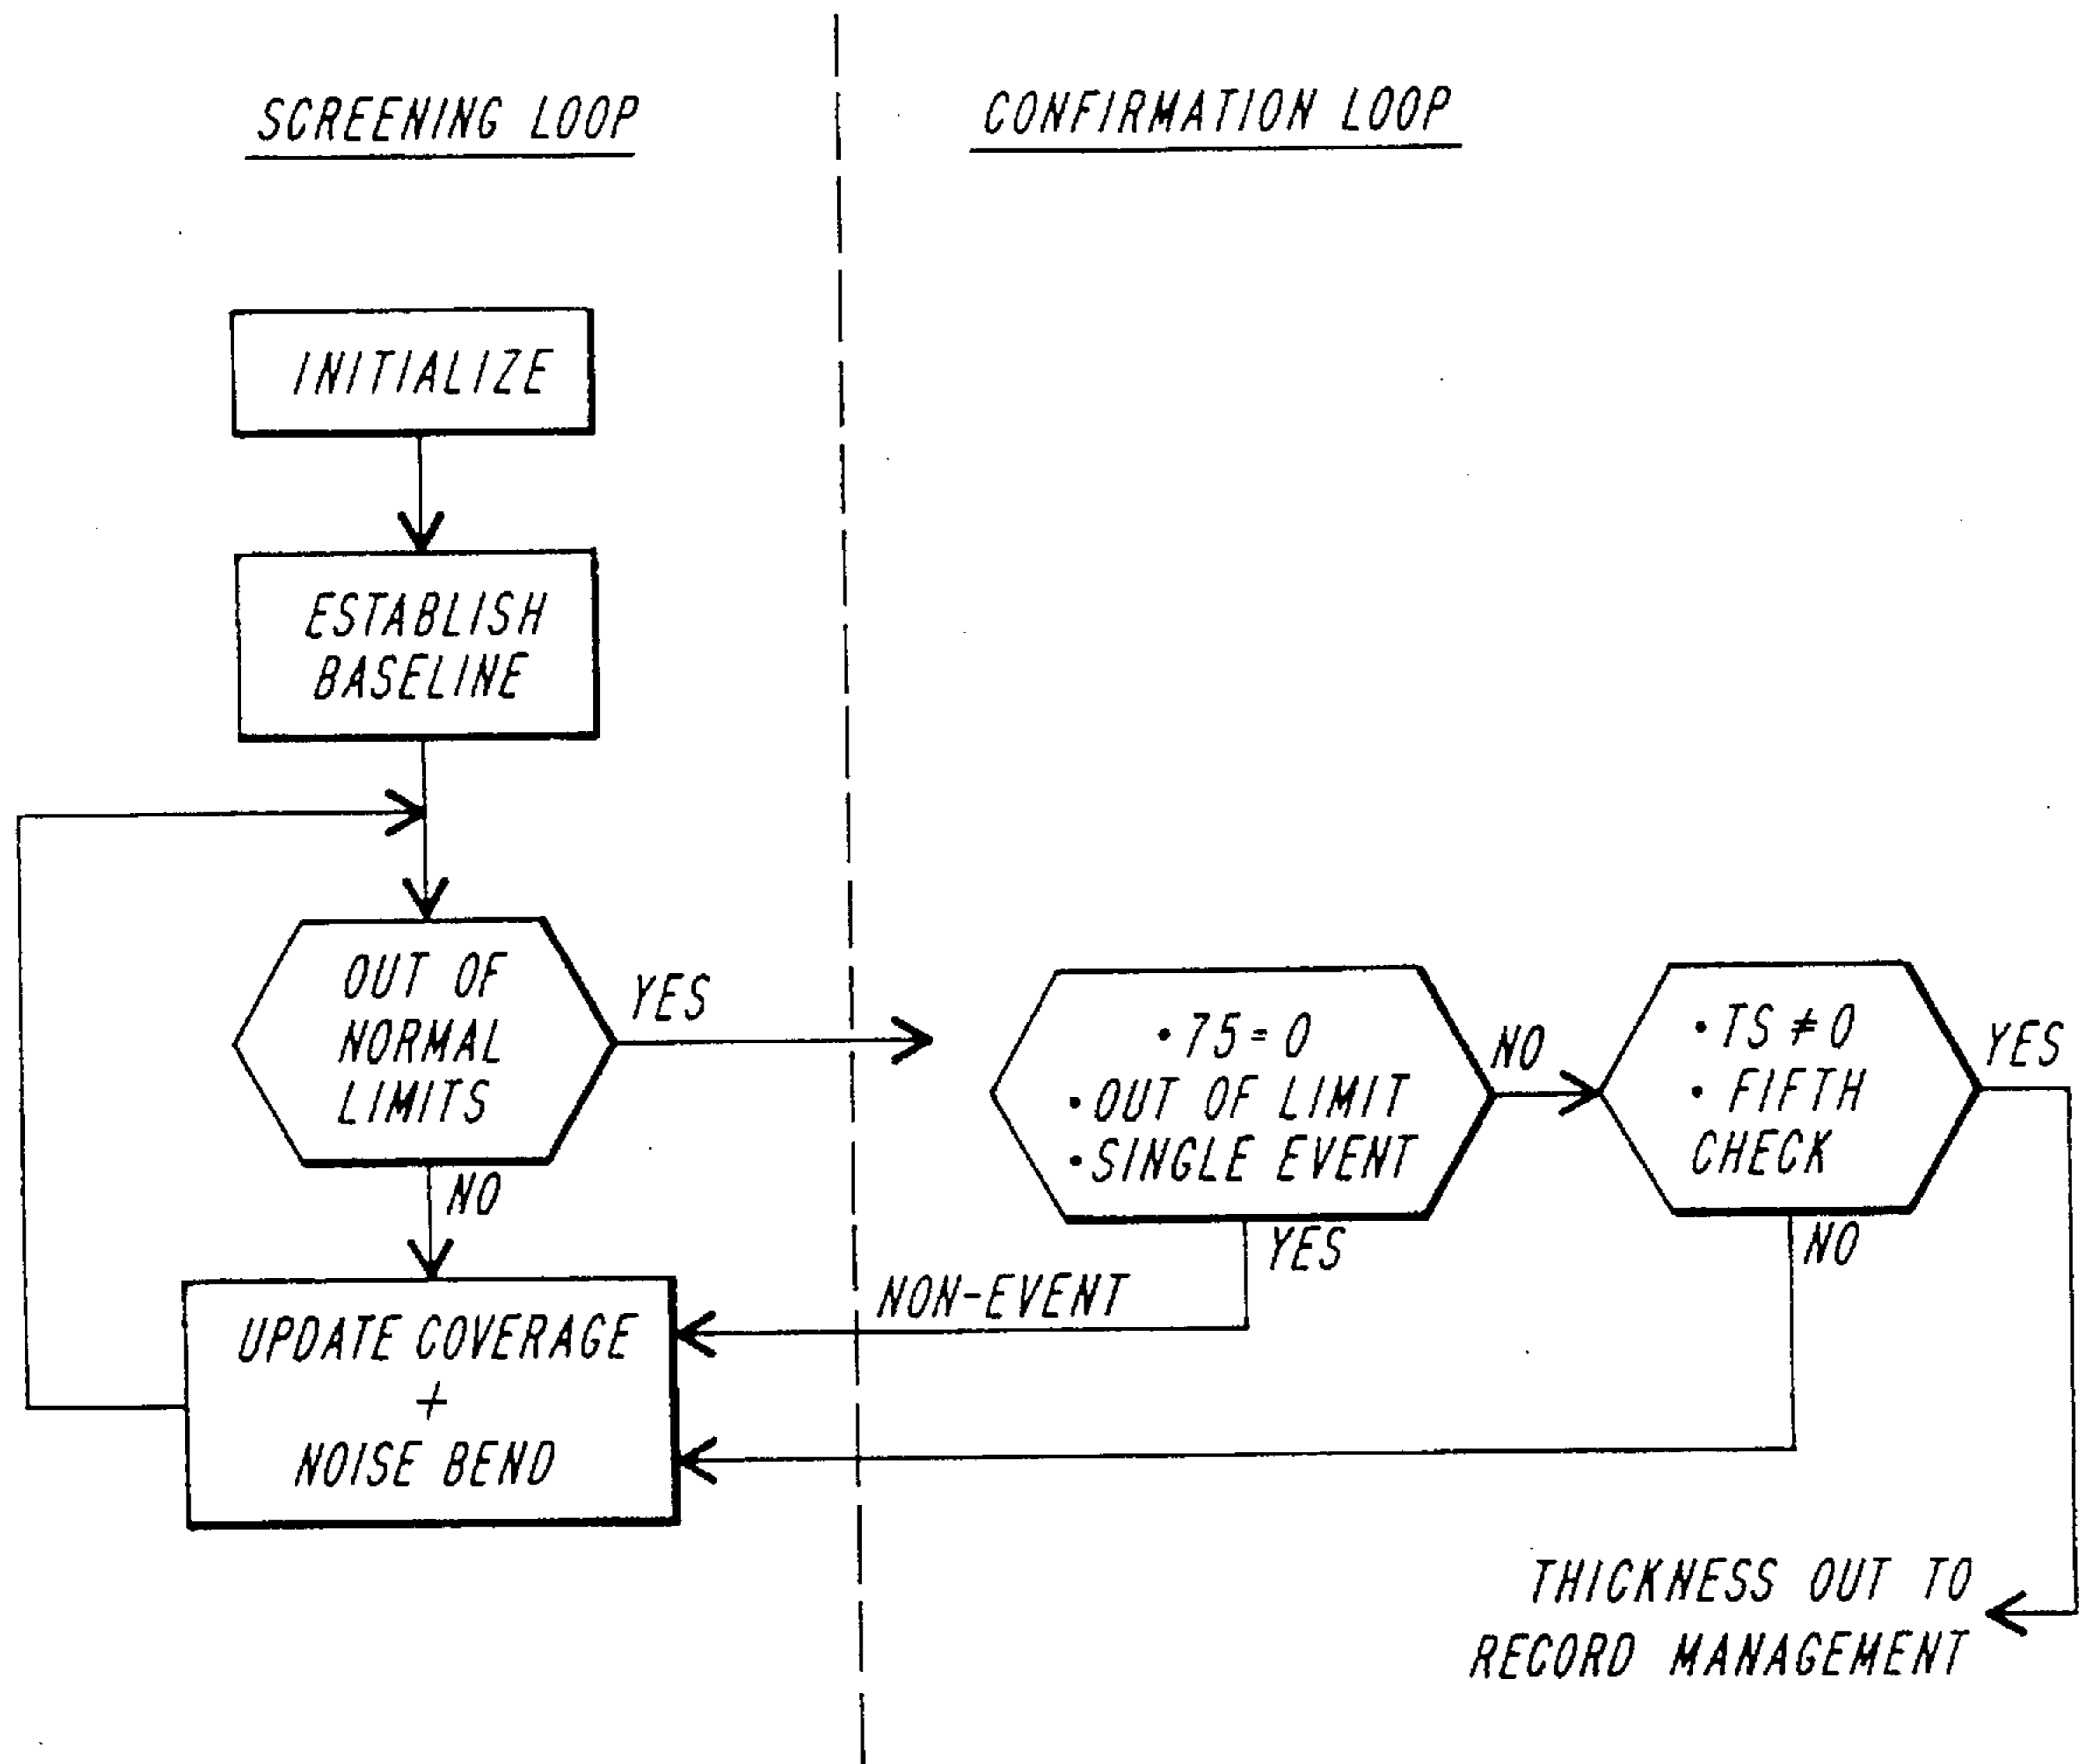 SCREENING LOOP
CONFIRMATION LOOP
INITIALIZE
ESTABLISH
BASELINE
OUT OF
NORMAL
LIMITS
YES
NO
UPDATE COVERAGE
+
NOISE BEND
• 75 = 0
• OUT OF LIMIT
• SINGLE EVENT
NO
YES
NON-EVENT
• TS ≠ 0
• FIFTH
CHECK
YES
NO
THICKNESS OUT TO
RECORD MANAGEMENT